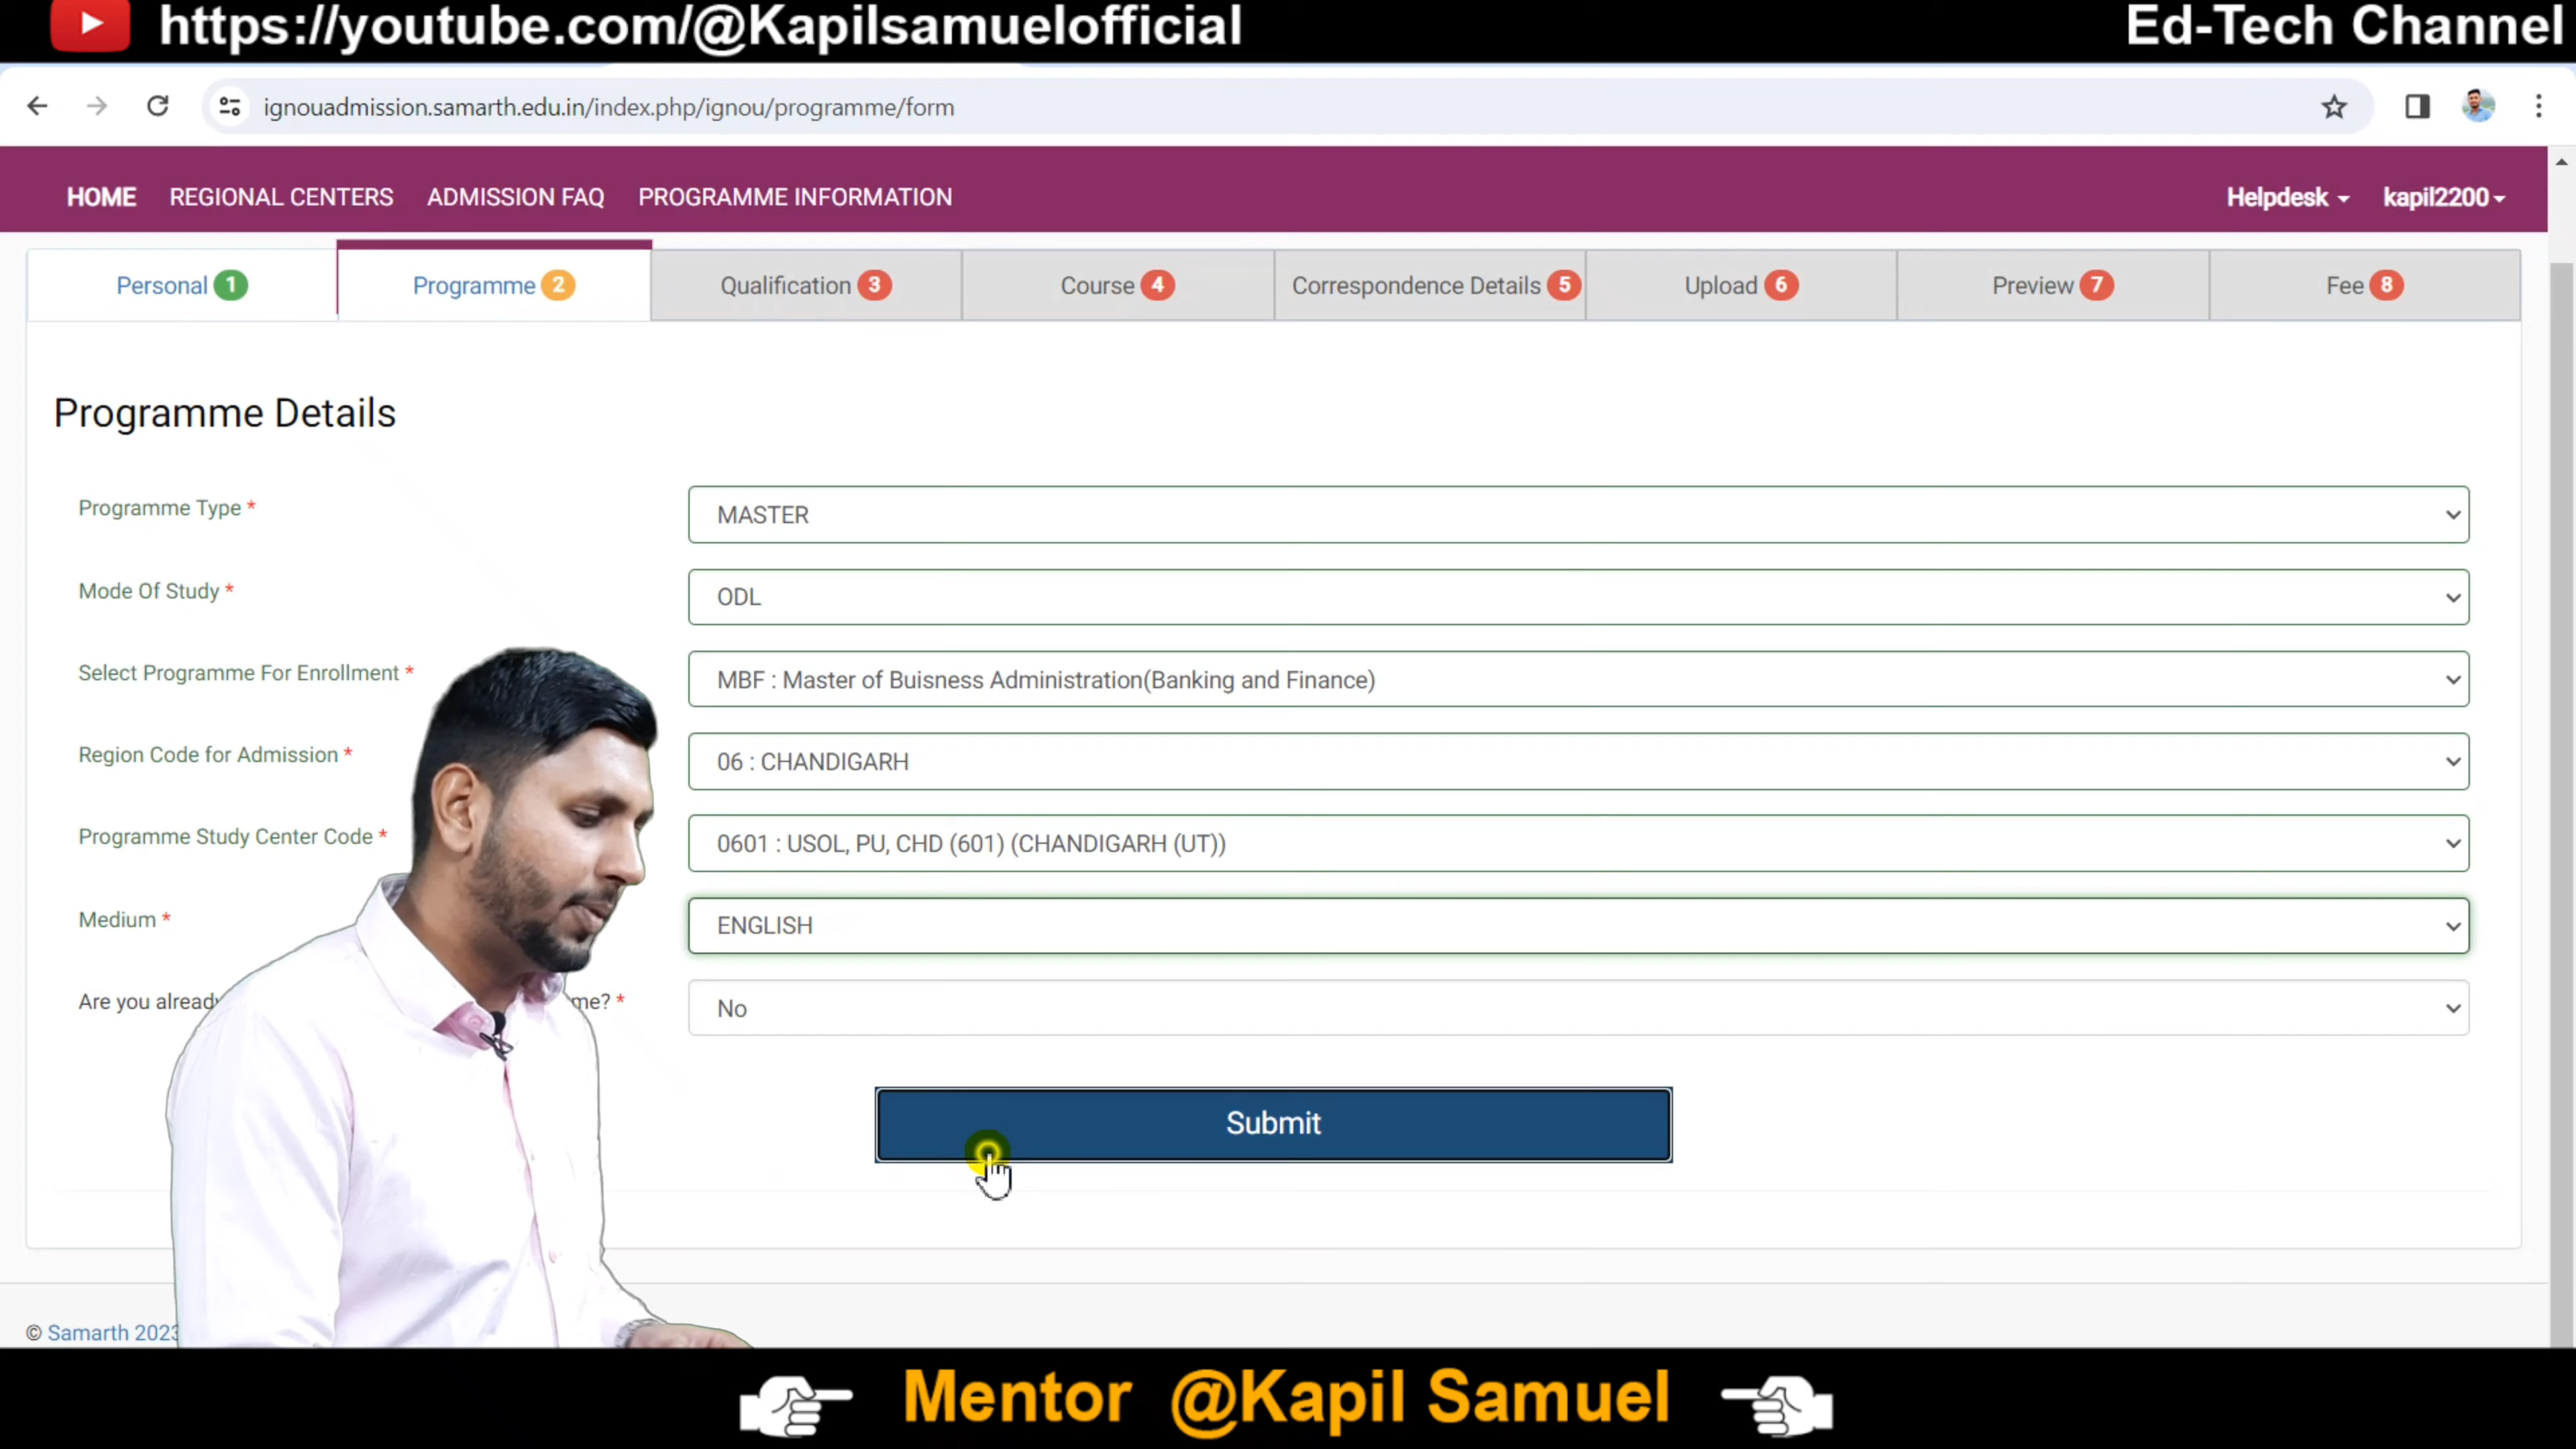 https://youtube.com/@Kapilsamuelofficial
Ed-Tech Channel
ignouadmission.samarth.edu.in/index.php/ignou/programme/form
HOME REGIONAL CENTERS ADMISSION FAQ PROGRAMME INFORMATION Helpdesk kapil2200
Personal 1 Programme 2 Qualification 3 Course 4 Correspondence Details 5 Upload 6 Preview 7 Fee 8
Programme Details
Programme Type * MASTER
Mode Of Study * ODL
Select Programme For Enrollment * MBF : Master of Buisness Administration(Banking and Finance)
Region Code for Admission * 06 : CHANDIGARH
Programme Study Center Code * 0601 : USOL, PU, CHD (601) (CHANDIGARH (UT))
Medium * ENGLISH
Are you already me? * No
Submit
© Samarth 2023
Mentor @Kapil Samuel